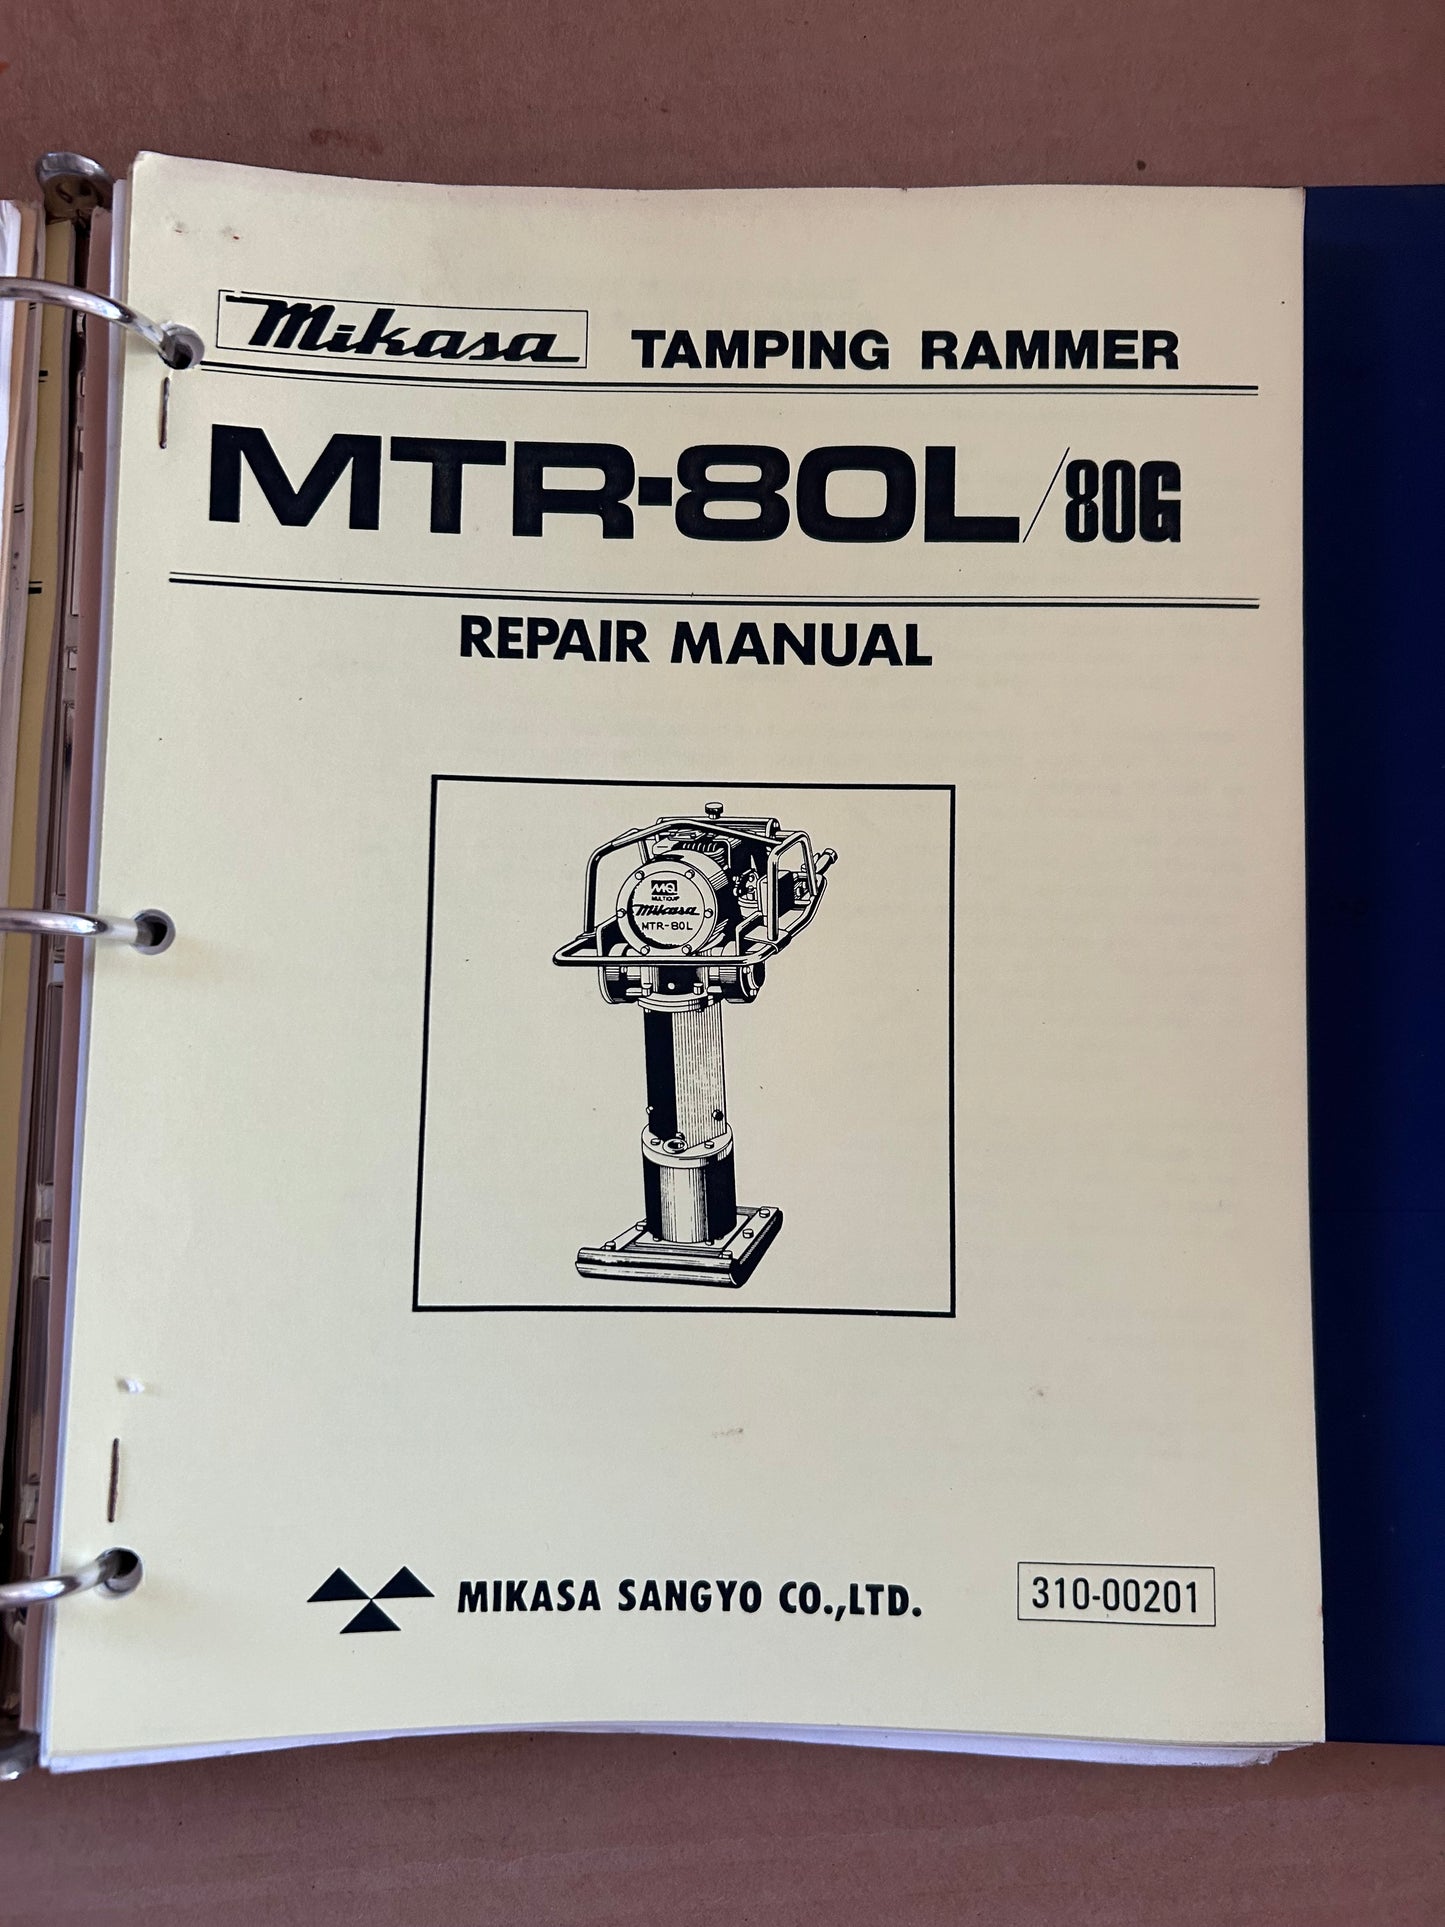 Mikasa TAMPING RAMMER
MTR-80L/80G
REPAIR MANUAL
MQ
MULTIQUIP
Mikasa
MTR-80L
MIKASA SANGYO CO.,LTD.
310-00201